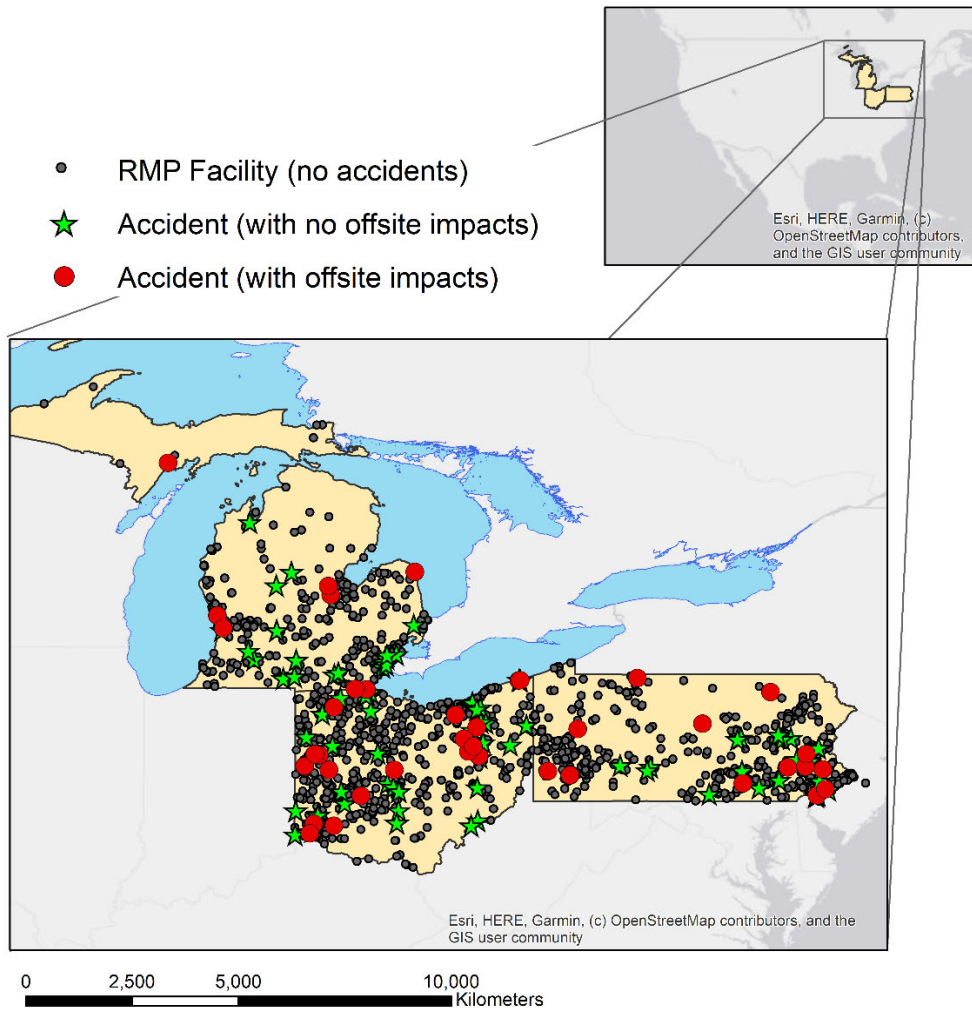 RMP Facility (no accidents)
Accident (with no offsite impacts)
Accident (with offsite impacts)
Esri, HERE, Garmin, (c)
OpenStreetMap contributors,
and the GIS user community
Esri, HERE, Garmin, (c) OpenStreetMap contributors, and the
GIS user community
0 2,500 5,000 10,000
Kilometers